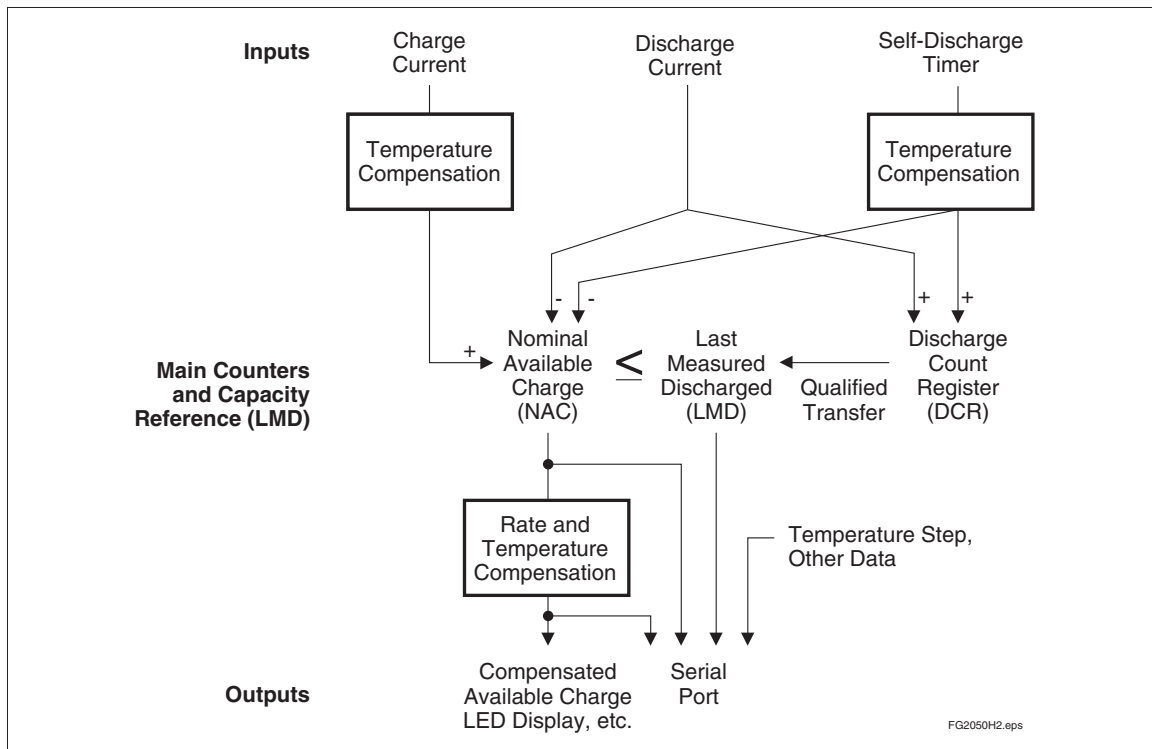 Inputs
Charge
Current
Discharge
Current
Self-Discharge
Timer
Temperature
Compensation
Temperature
Compensation
- - + +
+
Main Counters
and Capacity
Reference (LMD)
Nominal
Available
Charge
(NAC)
≤
Last
Measured
Discharged
(LMD)
Qualified
Transfer
Discharge
Count
Register
(DCR)
Rate and
Temperature
Compensation
Temperature Step,
Other Data
Outputs
Compensated
Available Charge
LED Display, etc.
Serial
Port
FG2050H2.eps